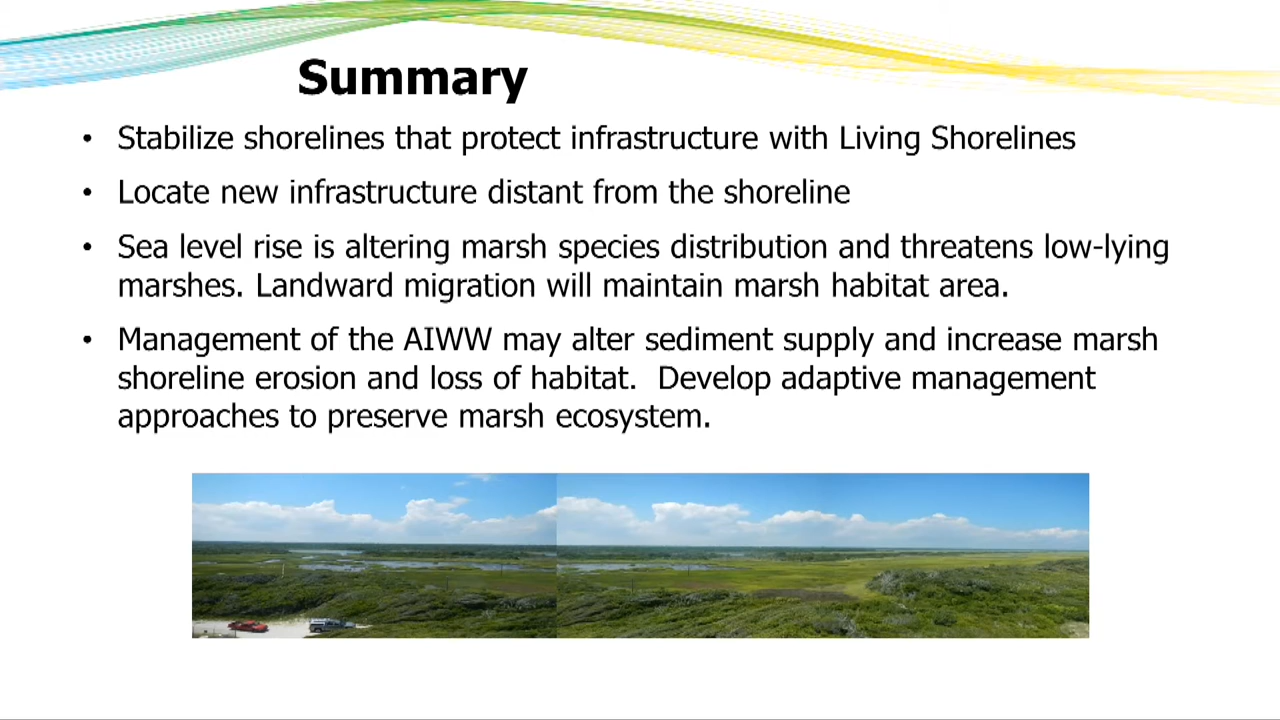 Summary
• Stabilize shorelines that protect infrastructure with Living Shorelines
• Locate new infrastructure distant from the shoreline
• Sea level rise is altering marsh species distribution and threatens low-lying
marshes. Landward migration will maintain marsh habitat area.
• Management of the AIWW may alter sediment supply and increase marsh
shoreline erosion and loss of habitat.  Develop adaptive management
approaches to preserve marsh ecosystem.